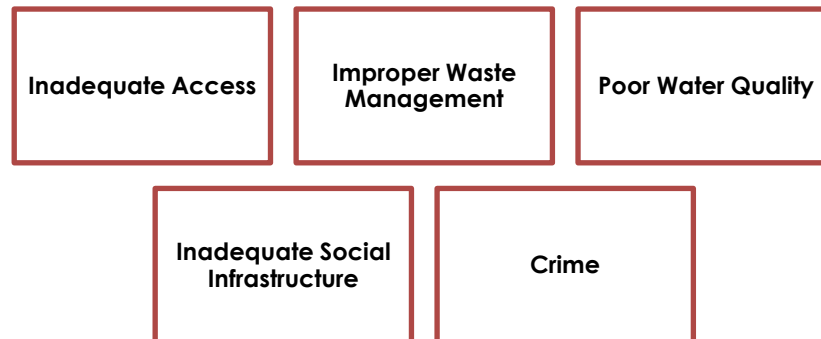 Inadequate Access
Improper Waste
Management
Poor Water Quality
Inadequate Social
Infrastructure
Crime